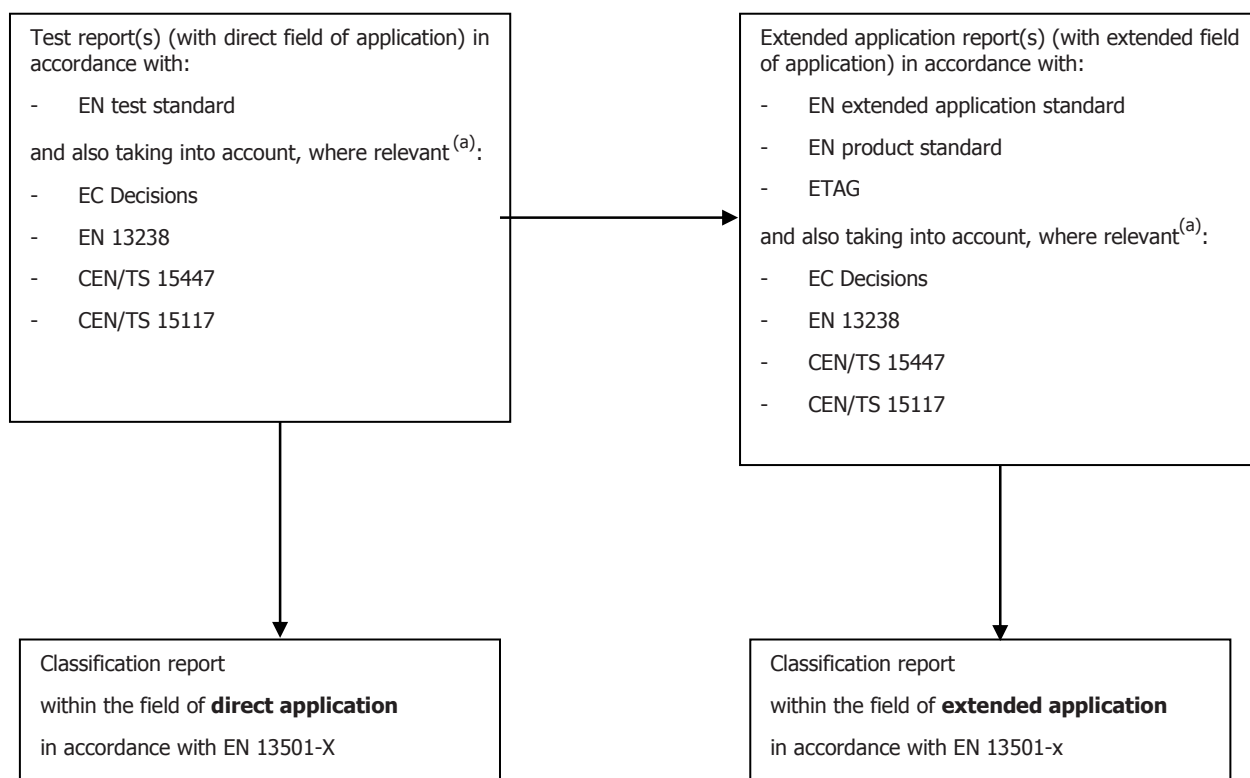 Test report(s) (with direct field of application) in
accordance with:
- EN test standard
and also taking into account, where relevant (a):
- EC Decisions
- EN 13238
- CEN/TS 15447
- CEN/TS 15117
Extended application report(s) (with extended field
of application) in accordance with:
- EN extended application standard
- EN product standard
- ETAG
and also taking into account, where relevant(a):
- EC Decisions
- EN 13238
- CEN/TS 15447
- CEN/TS 15117
Classification report
within the field of direct application
in accordance with EN 13501-X
Classification report
within the field of extended application
in accordance with EN 13501-x